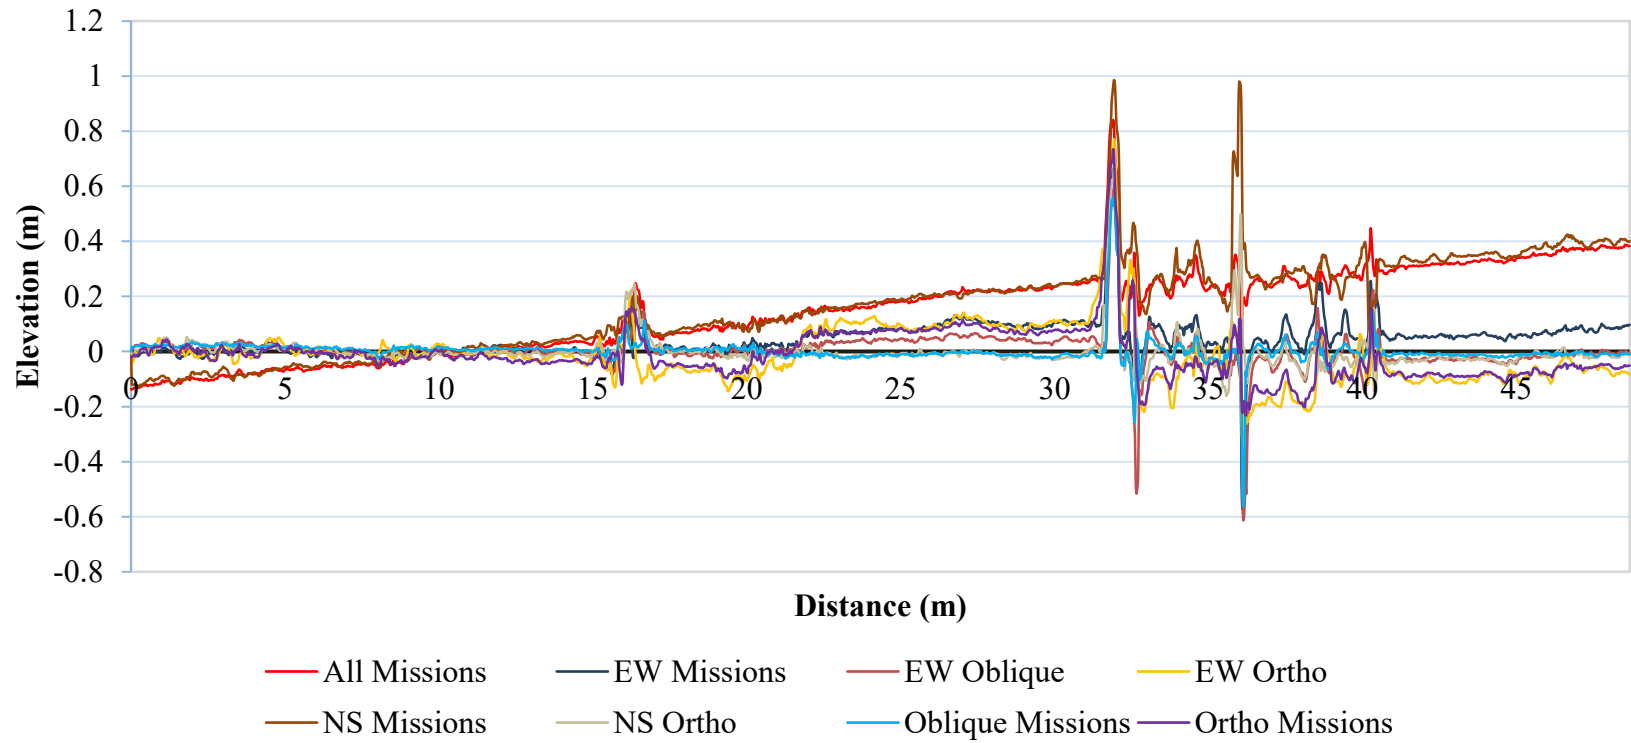 1.2
1
0.8
0.6
0.4
0.2
0
-0.2
-0.4
-0.6
-0.8
Elevation (m)
0 5 10 15 20 25 30 35 40 45
Distance (m)
All Missions EW Missions EW Oblique EW Ortho
NS Missions NS Ortho Oblique Missions Ortho Missions